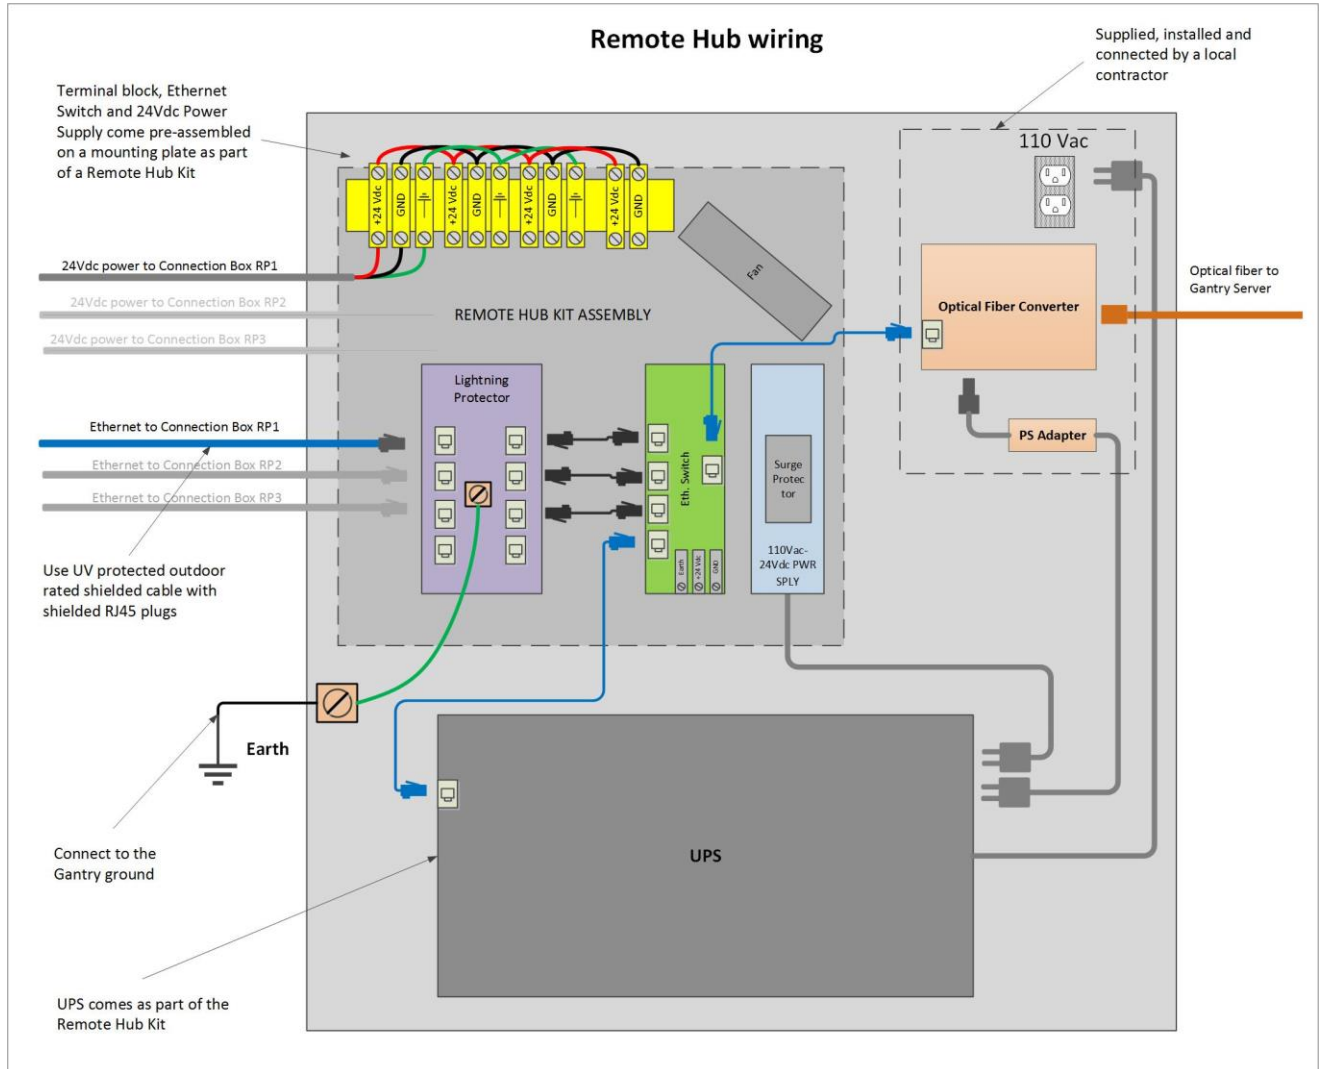 Remote Hub wiring
Supplied, installed and
connected by a local
contractor
Terminal block, Ethernet
Switch and 24Vdc Power
Supply come pre-assembled
on a mounting plate as part
of a Remote Hub Kit
110 Vac
+24 Vdc
GND
+24 Vdc
GND
+24 Vdc
GND
+24 Vdc
GND
Fan
24Vdc power to Connection Box RP1
24Vdc power to Connection Box RP2
24Vdc power to Connection Box RP3
REMOTE HUB KIT ASSEMBLY
Optical Fiber Converter
Optical fiber to
Gantry Server
Lightning
Protector
PS Adapter
Ethernet to Connection Box RP1
Ethernet to Connection Box RP2
Ethernet to Connection Box RP3
Eth. Switch
Surge
Protec
tor
Earth
+24 Vdc
GND
110Vac-
24Vdc PWR
SPLY
Use UV protected outdoor
rated shielded cable with
shielded RJ45 plugs
Earth
Connect to the
Gantry ground
UPS
UPS comes as part of the
Remote Hub Kit